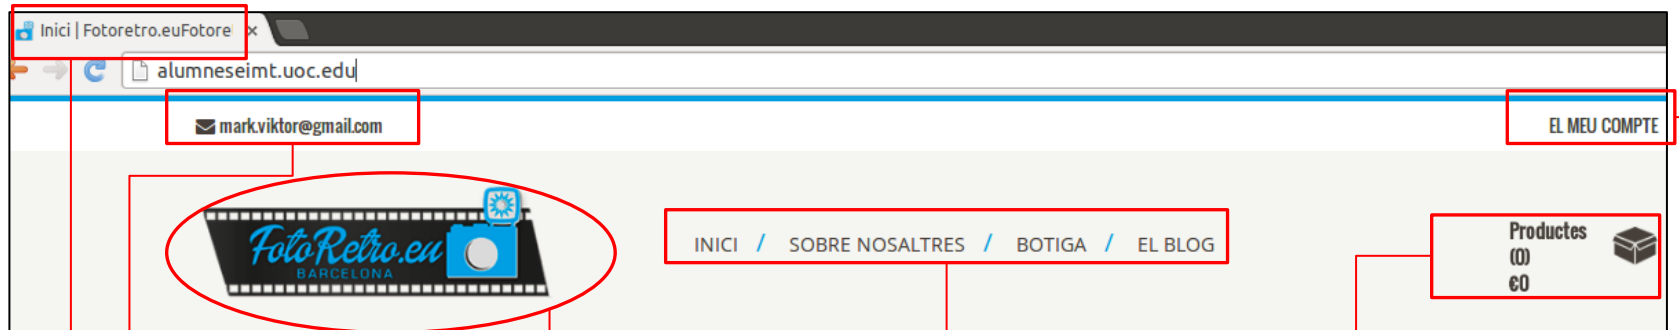 Inici | Fotoretro.euFotore
alumneseimt.uoc.edu
mark.viktor@gmail.com
EL MEU COMPTE
FotoRetro.eu
BARCELONA
INICI / SOBRE NOSALTRES / BOTIGA / EL BLOG
Productes
(0)
€0